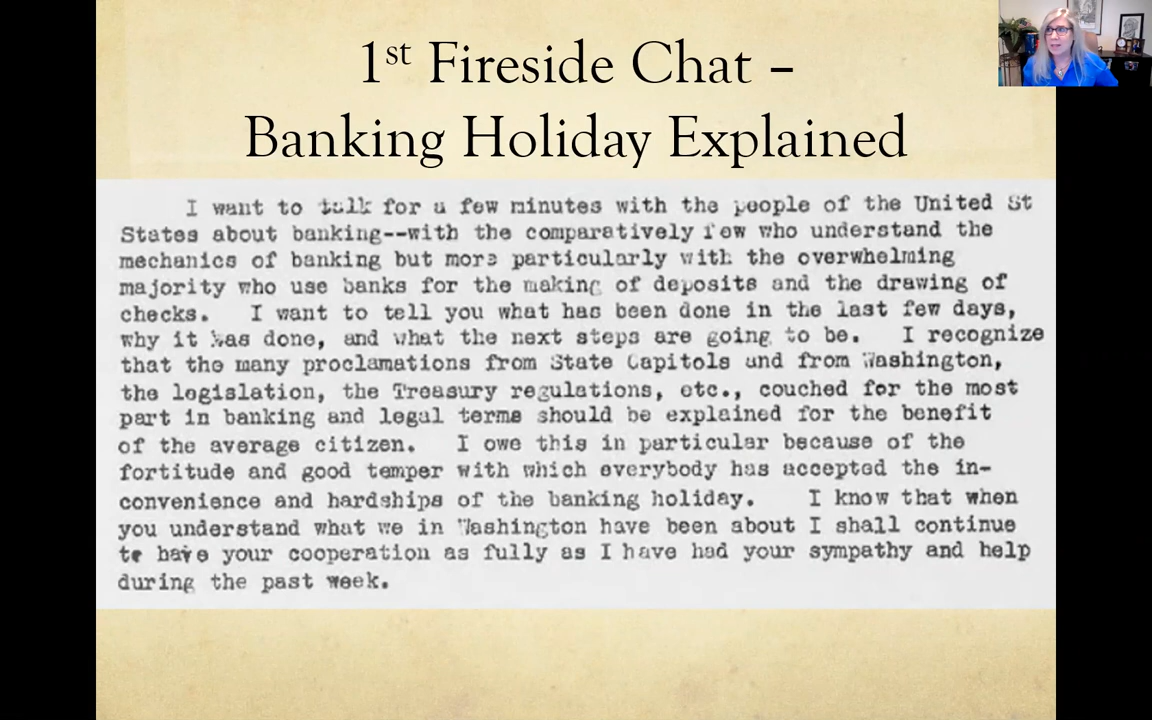 1st Fireside Chat –
Banking Holiday Explained
I want to talk for a few minutes with the people of the United St
States about banking--with the comparatively few who understand the
mechanics of banking but more particularly with the overwhelming
majority who use banks for the making of deposits and the drawing of
checks. I want to tell you what has been done in the last few days,
why it was done, and what the next steps are going to be. I recognize
that the many proclamations from State Capitols and from Washington,
the legislation, the Treasury regulations, etc., couched for the most
part in banking and legal terms should be explained for the benefit
of the average citizen. I owe this in particular because of the
fortitude and good temper with which everybody has accepted the in-
convenience and hardships of the banking holiday. I know that when
you understand what we in Washington have been about I shall continue
to have your cooperation as fully as I have had your sympathy and help
during the past week.